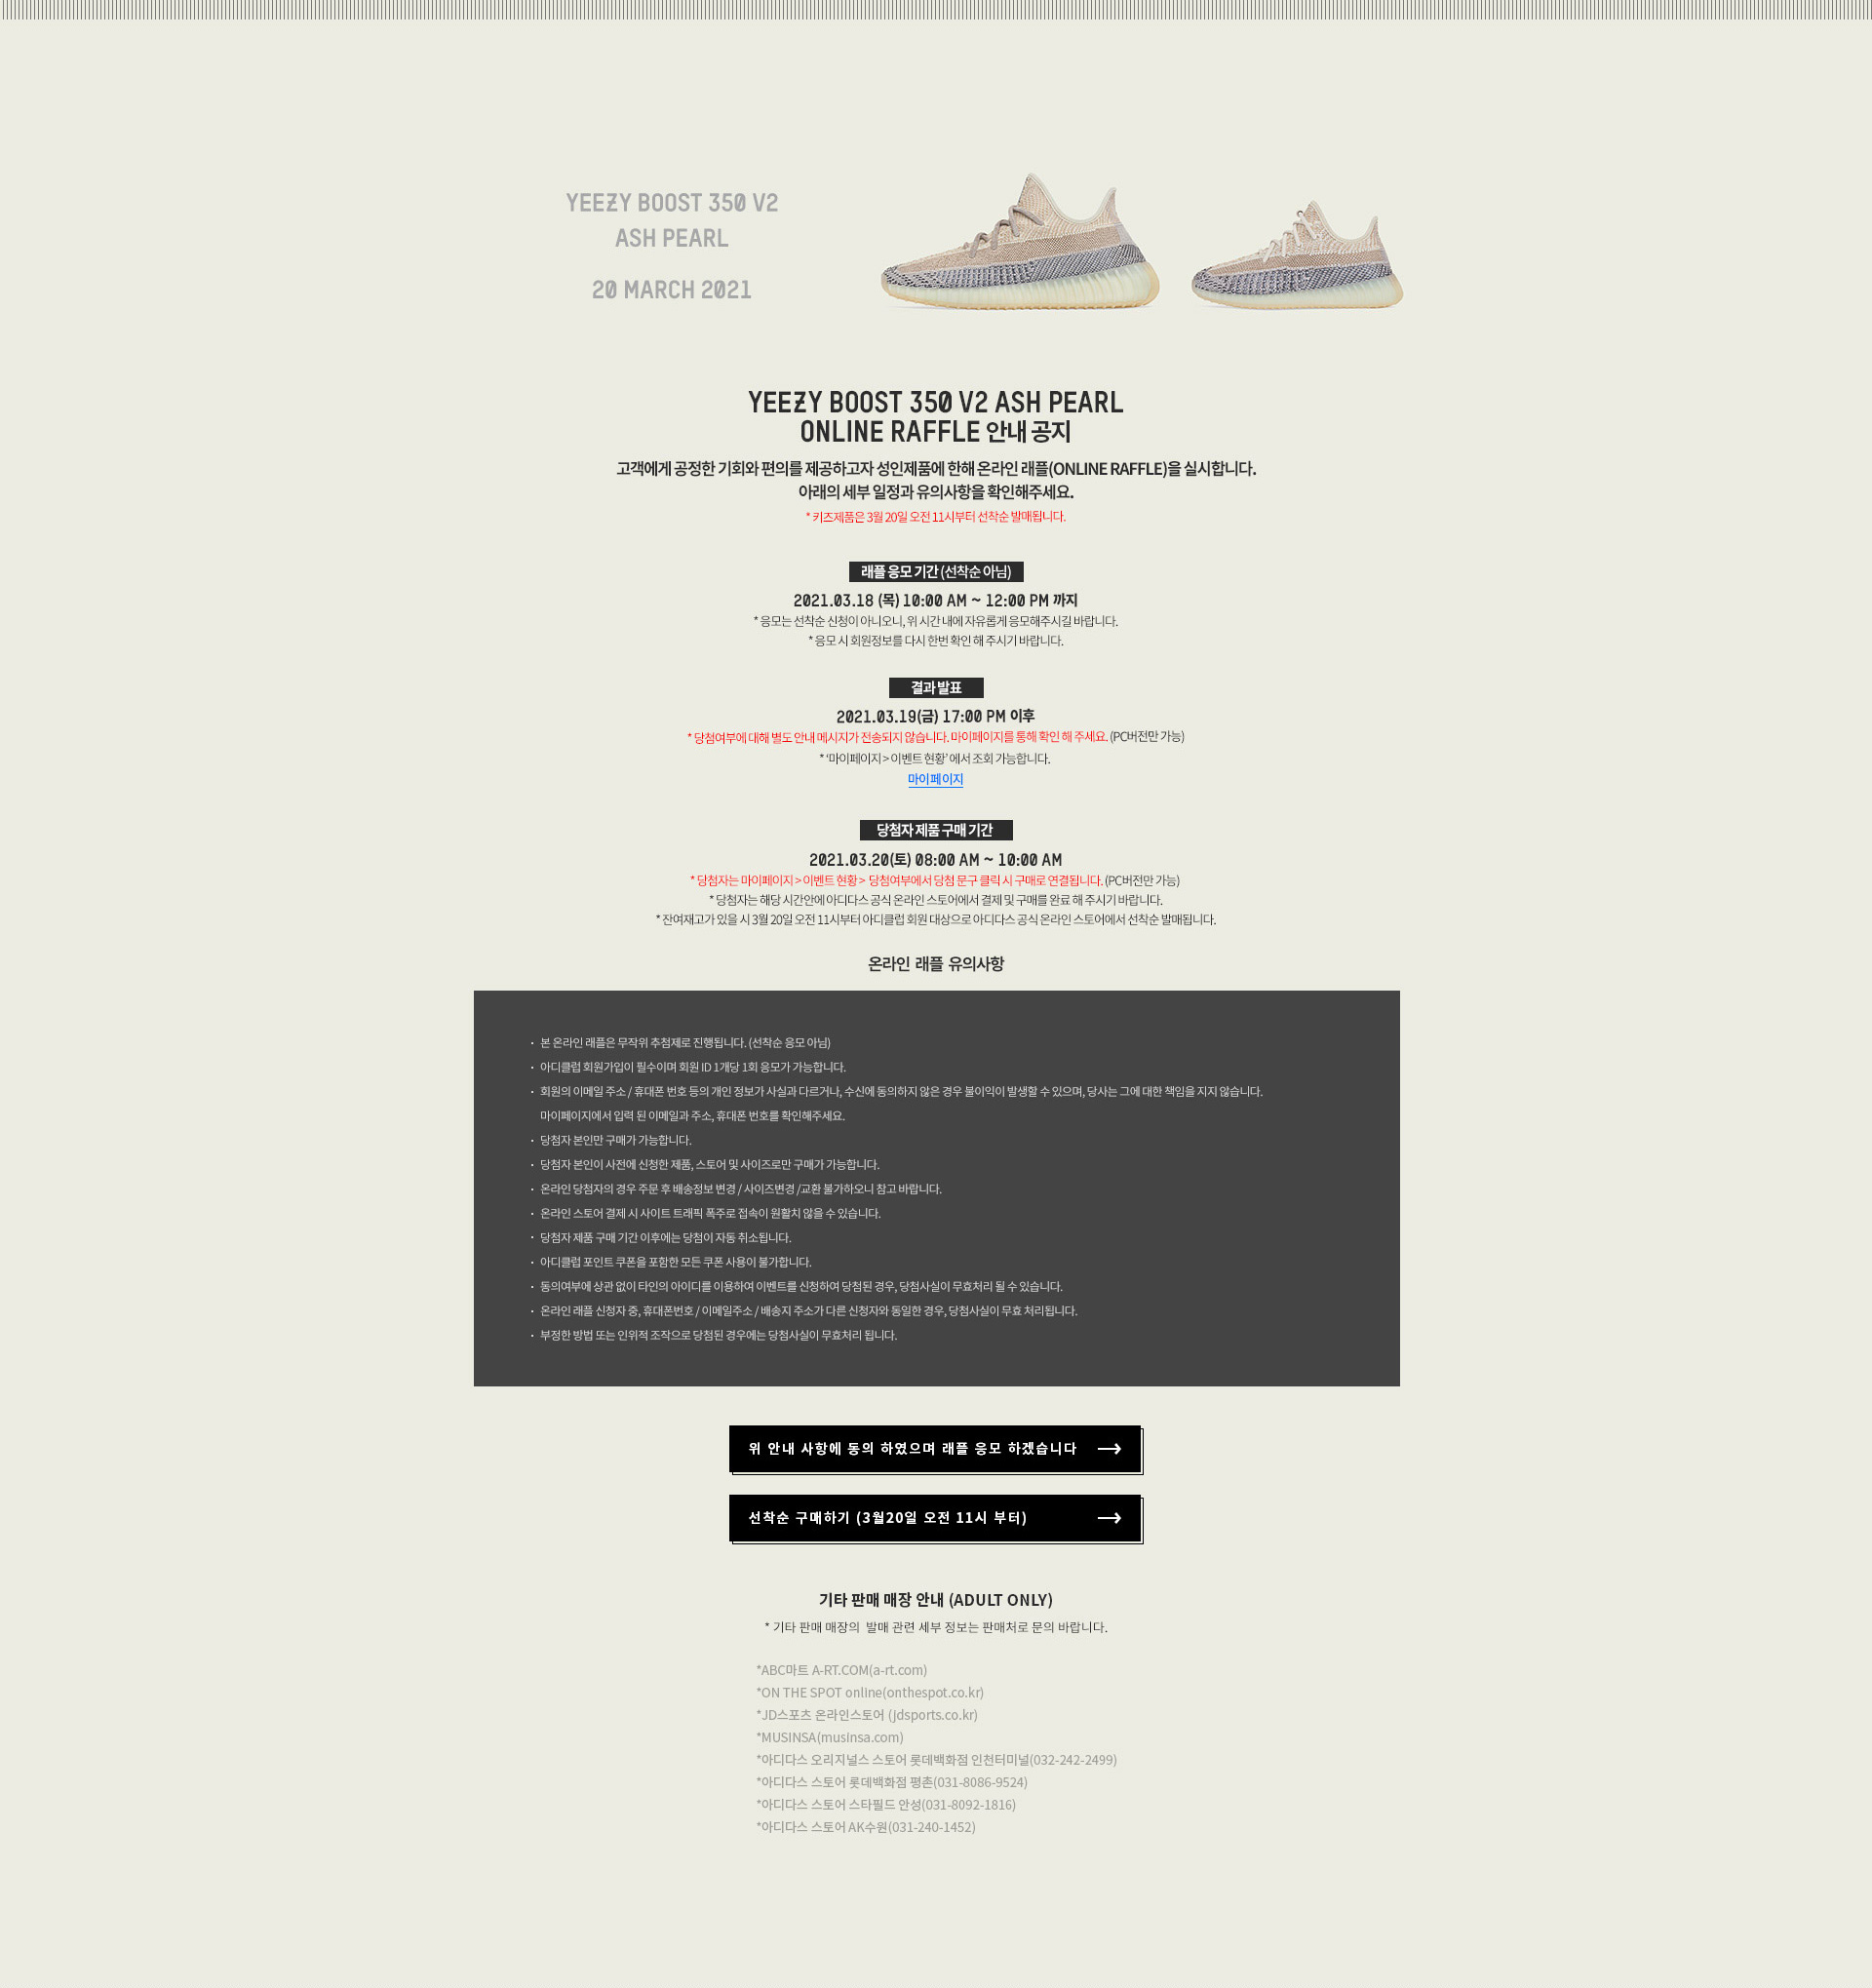 YEEZY BOOST 350 V2
ASH PEARL
20 MARCH 2021
YEEZY BOOST 350 V2 ASH PEARL
ONLINE RAFFLE 안내 공지
고객에게 공정한 기회와 편의를 제공하고자 성인제품에 한해 온라인 래플(ONLINE RAFFLE)을 실시합니다.
아래의 세부 일정과 유의사항을 확인해주세요.
* 키즈제품은 3월 20일 오전 11시부터 선착순 발매됩니다.
래플 응모 기간 (선착순 아님)
2021.03.18 (목) 10:00 AM ~ 12:00 PM 까지
* 응모는 선착순 신청이 아니오니, 위 시간 내에 자유롭게 응모해주시길 바랍니다.
* 응모 시 회원정보를 다시 한번 확인 해 주시기 바랍니다.
결과 발표
2021.03.19(금) 17:00 PM 이후
* 당첨여부에 대해 별도 안내 메시지가 전송되지 않습니다. 마이페이지를 통해 확인 해 주세요. (PC버전만 가능)
* ‘마이페이지 > 이벤트 현황’ 에서 조회 가능합니다.
마이페이지
당첨자 제품 구매 기간
2021.03.20(토) 08:00 AM ~ 10:00 AM
* 당첨자는 마이페이지 > 이벤트 현황 > 당첨여부에서 당첨 문구 클릭 시 구매로 연결됩니다. (PC버전만 가능)
* 당첨자는 해당 시간안에 아디다스 공식 온라인 스토어에서 결제 및 구매를 완료 해 주시기 바랍니다.
* 잔여재고가 있을 시 3월 20일 오전 11시부터 아디클럽 회원 대상으로 아디다스 공식 온라인 스토어에서 선착순 발매됩니다.
온라인 래플 유의사항
· 본 온라인 래플은 무작위 추첨제로 진행됩니다. (선착순 응모 아님)
· 아디클럽 회원가입이 필수이며 회원 ID 1개당 1회 응모가 가능합니다.
· 회원의 이메일 주소 / 휴대폰 번호 등의 개인 정보가 사실과 다르거나, 수신에 동의하지 않은 경우 불이익이 발생할 수 있으며, 당사는 그에 대한 책임을 지지 않습니다.
마이페이지에서 입력 된 이메일과 주소, 휴대폰 번호를 확인해주세요.
· 당첨자 본인만 구매가 가능합니다.
· 당첨자 본인이 사전에 신청한 제품, 스토어 및 사이즈로만 구매가 가능합니다.
· 온라인 당첨자의 경우 주문 후 배송정보 변경 / 사이즈변경 /교환 불가하오니 참고 바랍니다.
· 온라인 스토어 결제 시 사이트 트래픽 폭주로 접속이 원활치 않을 수 있습니다.
· 당첨자 제품 구매 기간 이후에는 당첨이 자동 취소됩니다.
· 아디클럽 포인트 쿠폰을 포함한 모든 쿠폰 사용이 불가합니다.
· 동의여부에 상관 없이 타인의 아이디를 이용하여 이벤트를 신청하여 당첨된 경우, 당첨사실이 무효처리 될 수 있습니다.
· 온라인 래플 신청자 중, 휴대폰번호 / 이메일주소 / 배송지 주소가 다른 신청자와 동일한 경우, 당첨사실이 무효 처리됩니다.
· 부정한 방법 또는 인위적 조작으로 당첨된 경우에는 당첨사실이 무효처리 됩니다.
위 안내 사항에 동의 하였으며 래플 응모 하겠습니다
선착순 구매하기 (3월20일 오전 11시 부터)
기타 판매 매장 안내 (ADULT ONLY)
* 기타 판매 매장의 발매 관련 세부 정보는 판매처로 문의 바랍니다.
*ABC마트 A-RT.COM(a-rt.com)
*ON THE SPOT online(onthespot.co.kr)
*JD스포츠 온라인스토어 (jdsports.co.kr)
*MUSINSA(musinsa.com)
*아디다스 오리지널스 스토어 롯데백화점 인천터미널(032-242-2499)
*아디다스 스토어 롯데백화점 평촌(031-8086-9524)
*아디다스 스토어 스타필드 안성(031-8092-1816)
*아디다스 스토어 AK수원(031-240-1452)